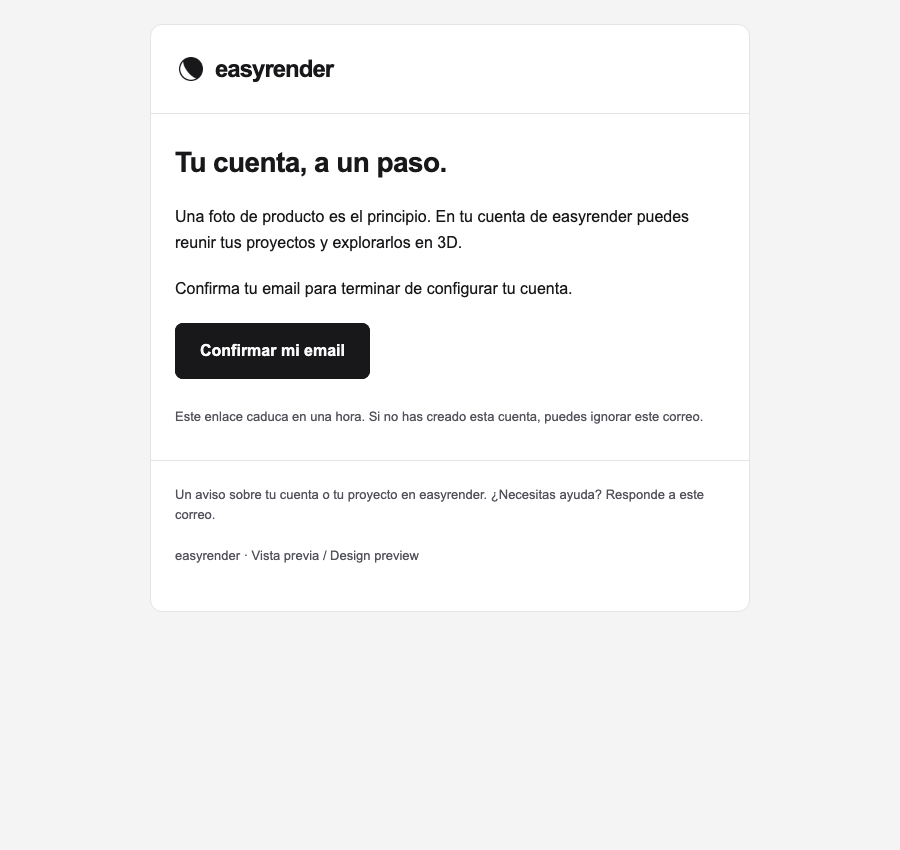 easyrender
Tu cuenta, a un paso.
Una foto de producto es el principio. En tu cuenta de easyrender puedes
reunir tus proyectos y explorarlos en 3D.
Confirma tu email para terminar de configurar tu cuenta.
Confirmar mi email
Este enlace caduca en una hora. Si no has creado esta cuenta, puedes ignorar este correo.
Un aviso sobre tu cuenta o tu proyecto en easyrender. ¿Necesitas ayuda? Responde a este
correo.
easyrender · Vista previa / Design preview